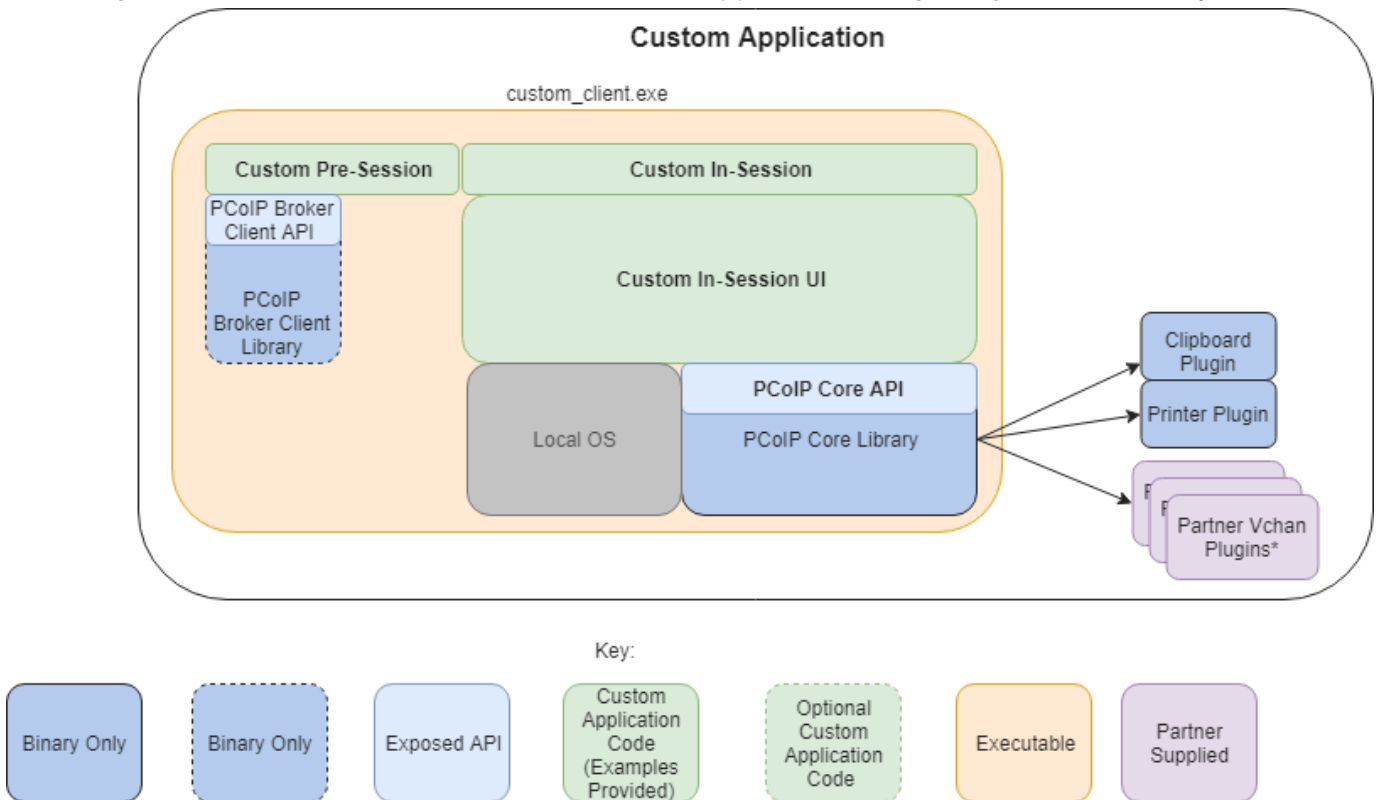 Custom Application
custom_client.exe
Custom Pre-Session
Custom In-Session
PCoIP Broker
Client API
PCoIP
Broker Client
Library
Custom In-Session UI
Local OS
PCoIP Core API
PCoIP Core Library
Clipboard
Plugin
Printer Plugin
Partner Vchan
Plugins*
Key:
Binary Only
Binary Only
Exposed API
Custom
Application
Code
(Examples
Provided)
Optional
Custom
Application
Code
Executable
Partner
Supplied